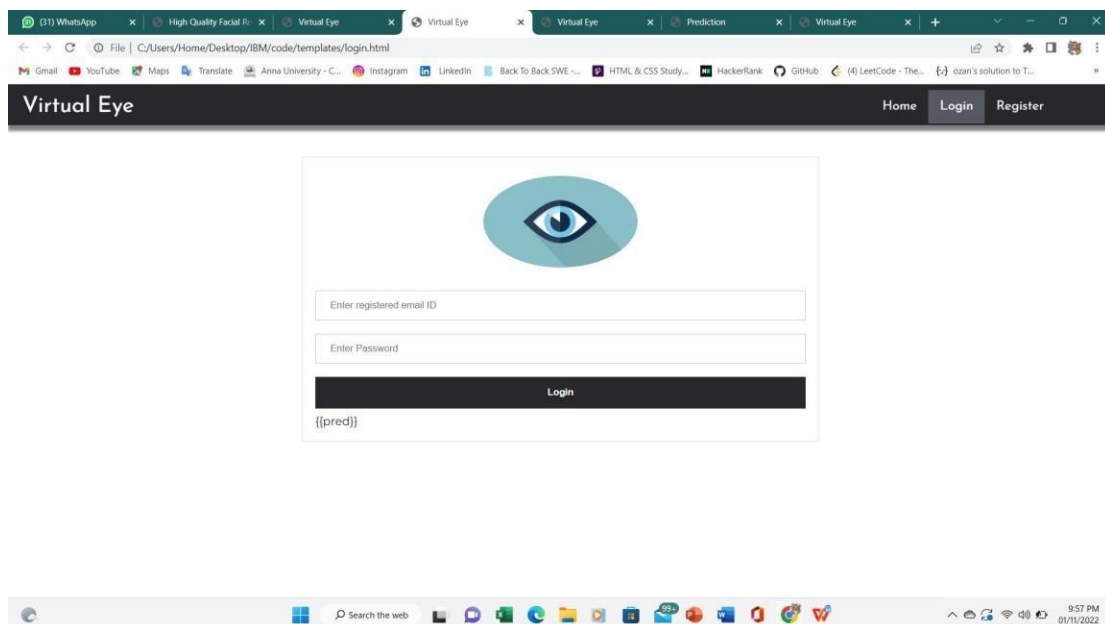 (31) WhatsApp
High Quality Facial Re
Virtual Eye
Virtual Eye
Virtual Eye
Prediction
Virtual Eye
File | C:/Users/Home/Desktop/IBM/code/templates/login.html
Gmail
YouTube
Maps
Translate
Anna University - C...
Instagram
LinkedIn
Back To Back SWE -...
HTML & CSS Study...
HackerRank
GitHub
(4) LeetCode - The...
ozan's solution to T...
Virtual Eye
Home
Login
Register
Enter registered email ID
Enter Password
Login
{{pred}}
Search the web
99+
9:57 PM
01/11/2022